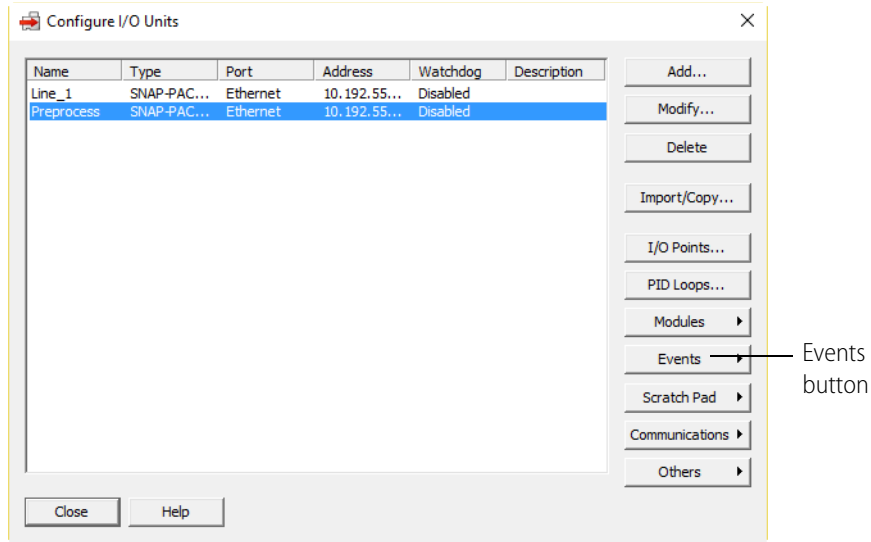 Configure I/O Units
Name Type Port Address Watchdog Description
Line_1 SNAP-PAC... Ethernet 10.192.55... Disabled
Preprocess SNAP-PAC... Ethernet 10.192.55... Disabled
Add...
Modify...
Delete
Import/Copy...
I/O Points...
PID Loops...
Modules
Events
Scratch Pad
Communications
Others
Close Help
Events
button